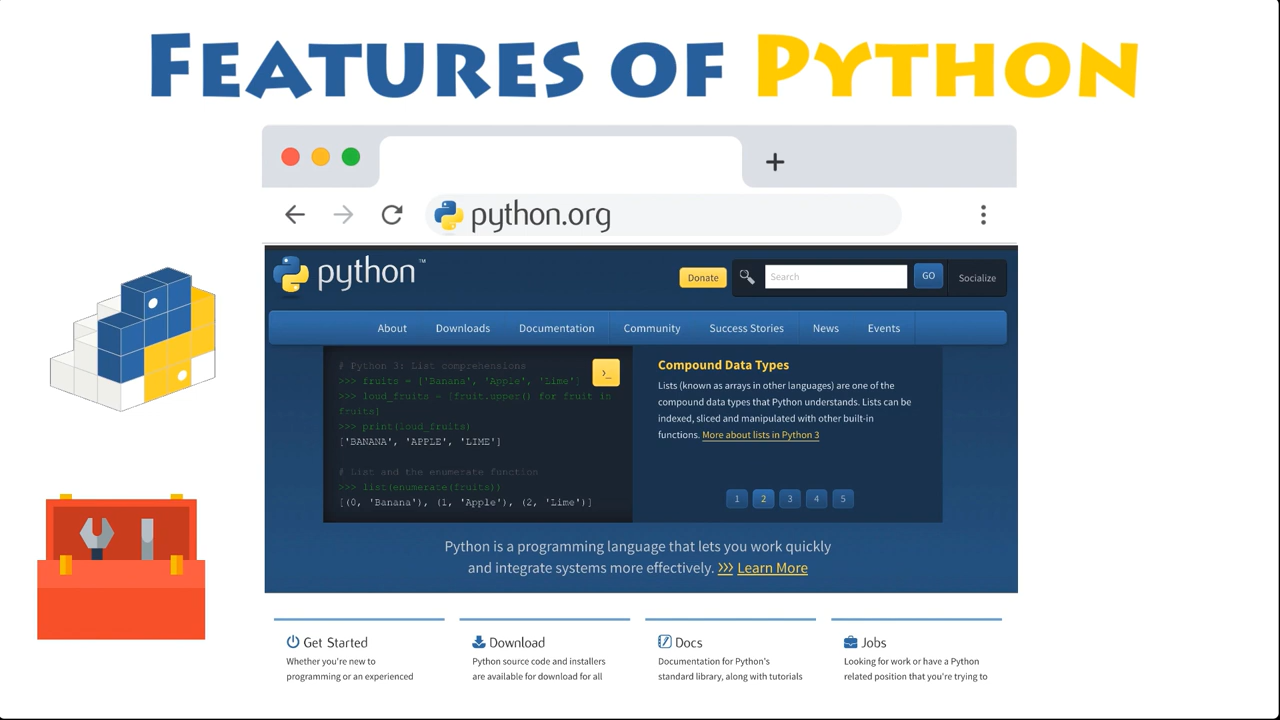 FEATURES OF PYTHON
python.org
python™
Donate
Search
GO
Socialize
About
Downloads
Documentation
Community
Success Stories
News
Events
# Python 3: List comprehensions
>>> fruits = ['Banana', 'Apple', 'Lime']
>>> loud_fruits = [fruit.upper() for fruit in
fruits]
>>> print(loud_fruits)
['BANANA', 'APPLE', 'LIME']
# List and the enumerate function
>>> list(enumerate(fruits))
[(0, 'Banana'), (1, 'Apple'), (2, 'Lime')]
>_
Compound Data Types
Lists (known as arrays in other languages) are one of the
compound data types that Python understands. Lists can be
indexed, sliced and manipulated with other built-in
functions. More about lists in Python 3
1 2 3 4 5
Python is a programming language that lets you work quickly
and integrate systems more effectively. >>> Learn More
Get Started
Whether you're new to
programming or an experienced
Download
Python source code and installers
are available for download for all
Docs
Documentation for Python's
standard library, along with tutorials
Jobs
Looking for work or have a Python
related position that you're trying to